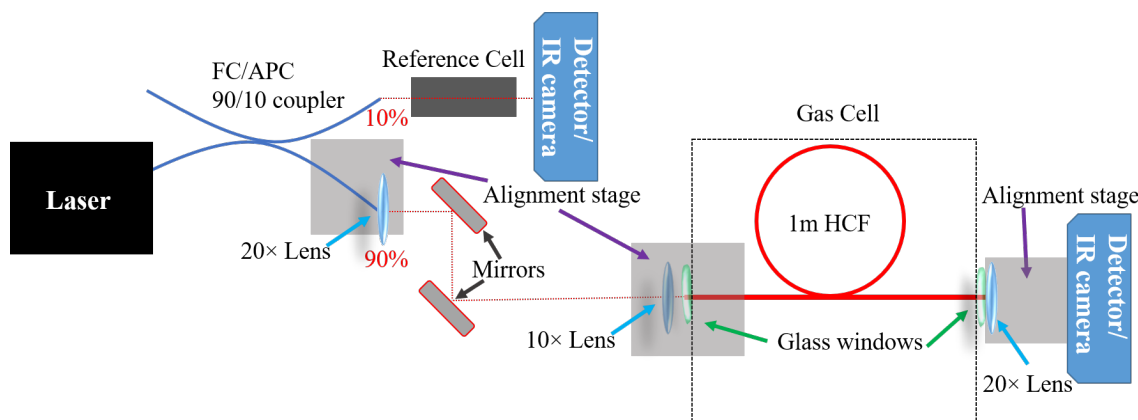 FC/APC
90/10 coupler
Reference Cell
Detector/
IR camera
10%
Laser
20× Lens
90%
Mirrors
Alignment stage
Gas Cell
1m HCF
10× Lens
Glass windows
Alignment stage
Detector/
IR camera
20× Lens